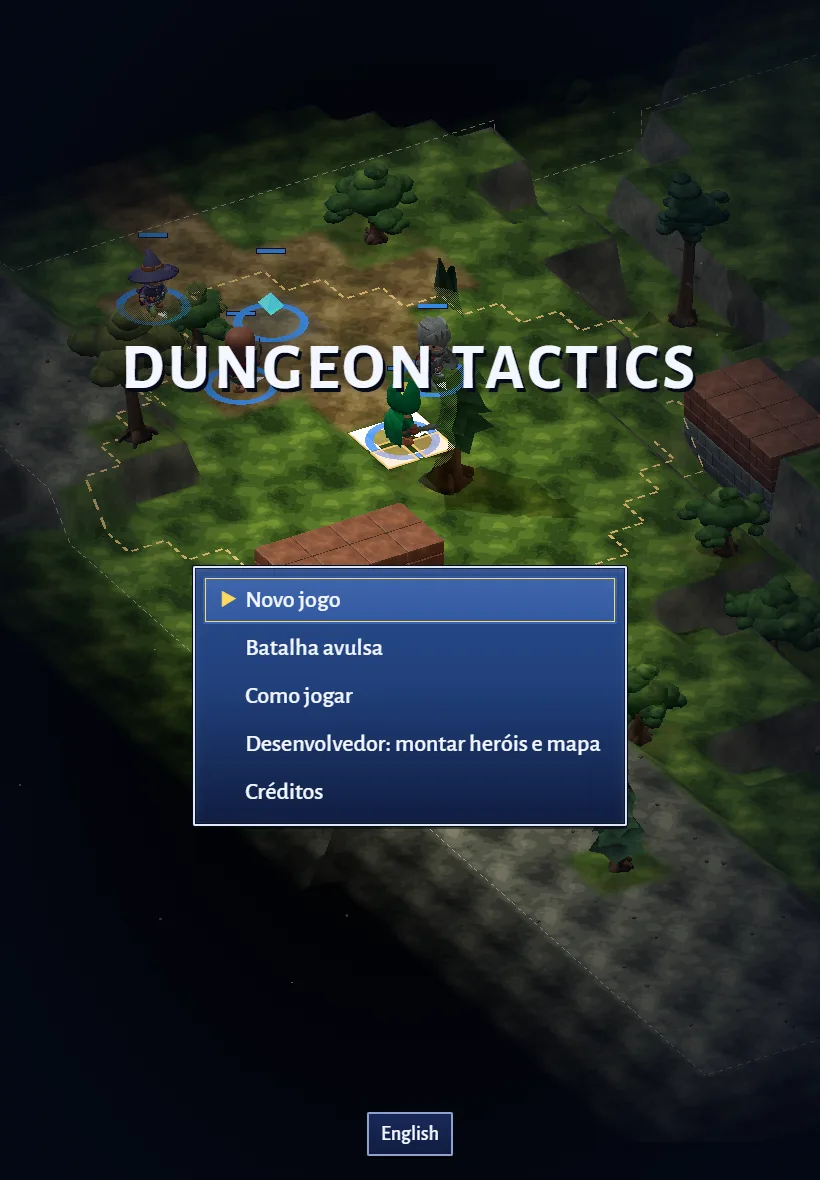 DUNGEON TACTICS
Novo jogo
Batalha avulsa
Como jogar
Desenvolvedor: montar heróis e mapa
Créditos
English